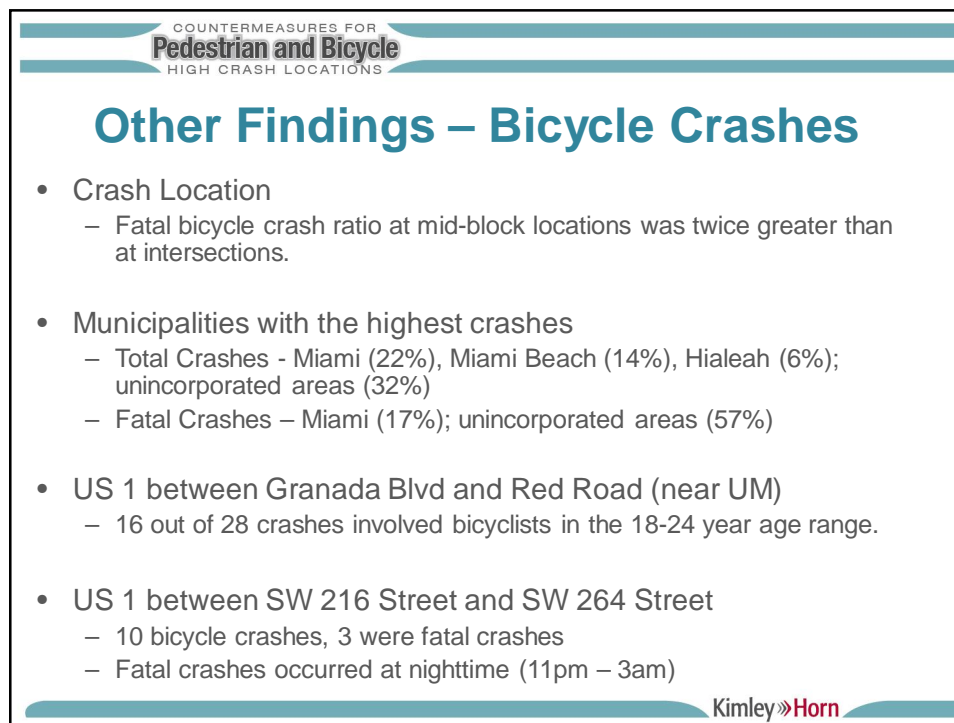 COUNTERMEASURES FOR
Pedestrian and Bicycle
HIGH CRASH LOCATIONS
Other Findings – Bicycle Crashes
• Crash Location
– Fatal bicycle crash ratio at mid-block locations was twice greater than
at intersections.
• Municipalities with the highest crashes
– Total Crashes - Miami (22%), Miami Beach (14%), Hialeah (6%);
unincorporated areas (32%)
– Fatal Crashes – Miami (17%); unincorporated areas (57%)
• US 1 between Granada Blvd and Red Road (near UM)
– 16 out of 28 crashes involved bicyclists in the 18-24 year age range.
• US 1 between SW 216 Street and SW 264 Street
– 10 bicycle crashes, 3 were fatal crashes
– Fatal crashes occurred at nighttime (11pm – 3am)
Kimley»Horn